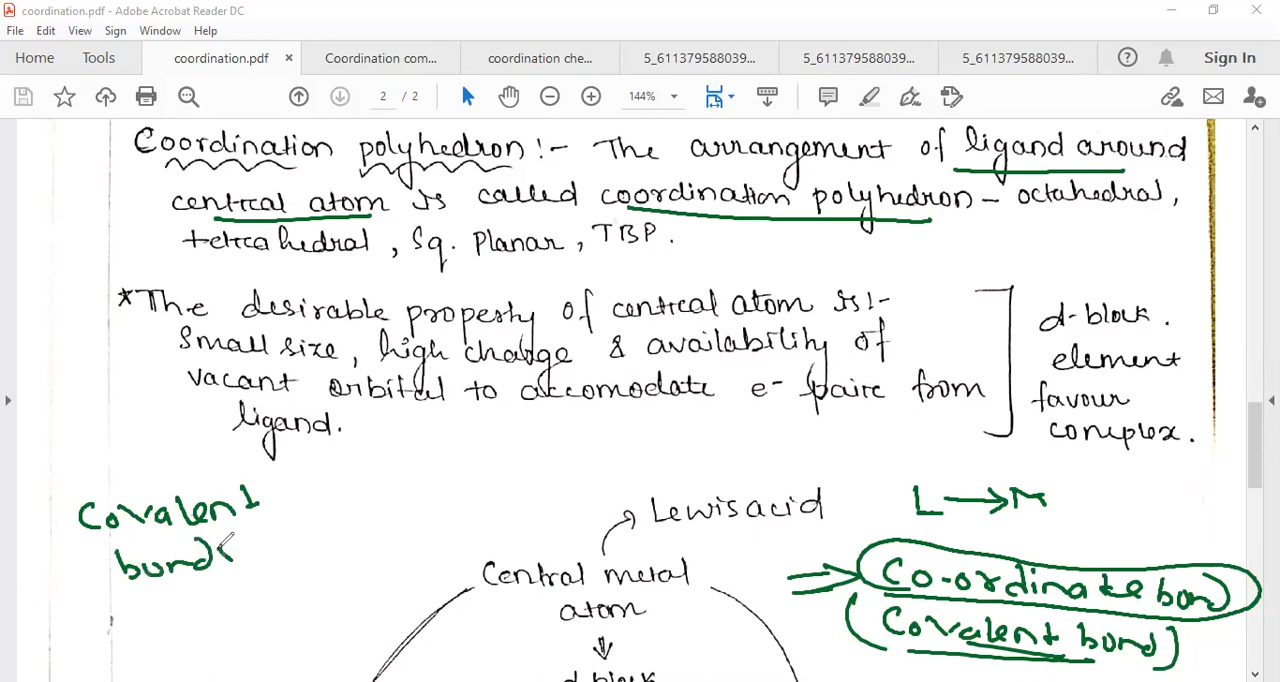 coordination.pdf - Adobe Acrobat Reader DC
File Edit View Sign Window Help
Home Tools coordination.pdf × Coordination com... coordination che... 5_611379588039... 5_611379588039... 5_611379588039... Sign In
2 / 2 144%
Coordination polyhedron :- The arrangement of ligand around
central atom is called coordination polyhedron - octahedral,
tetrahedral, Sq. Planar, TBP.
*The desirable property of central atom is :-
Small size, high charge & availability of
vacant orbital to accomodate e- pair from
ligand.
d-block.
element
favour
complex.
Covalent
bond
Lewis acid
L → M
Central metal
atom
Co-ordinate bond
(Covalent bond)
d block